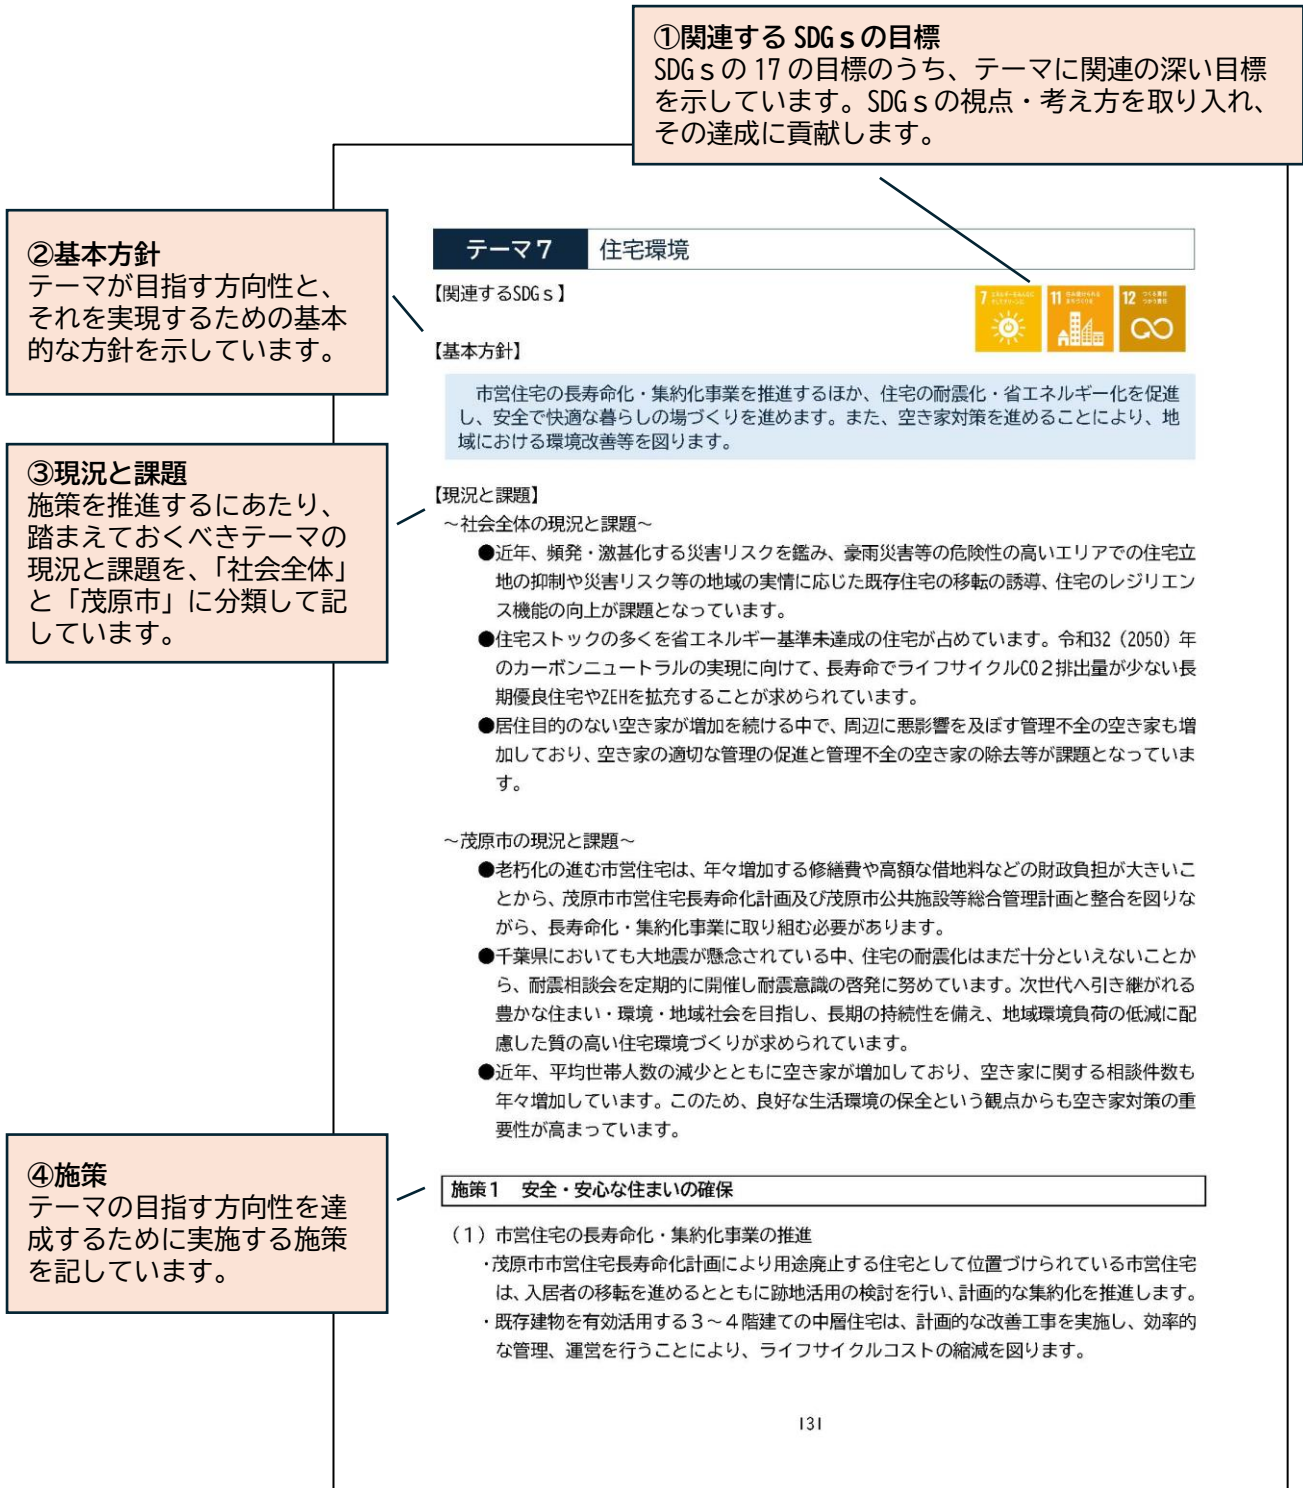 ①関連する SDGｓの目標
SDGｓの 17 の目標のうち、テーマに関連の深い目標
を示しています。SDGｓの視点・考え方を取り入れ、
その達成に貢献します。
②基本方針
テーマが目指す方向性と、
それを実現するための基本
的な方針を示しています。
テーマ７　住宅環境
【関連するSDGｓ】
7 エネルギーをみんなに
そしてクリーンに
11 住み続けられる
まちづくりを
12 つくる責任
つかう責任
【基本方針】
市営住宅の長寿命化・集約化事業を推進するほか、住宅の耐震化・省エネルギー化を促進
し、安全で快適な暮らしの場づくりを進めます。また、空き家対策を進めることにより、地
域における環境改善等を図ります。
③現況と課題
施策を推進するにあたり、
踏まえておくべきテーマの
現況と課題を、「社会全体」
と「茂原市」に分類して記
しています。
【現況と課題】
～社会全体の現況と課題～
●近年、頻発・激甚化する災害リスクを鑑み、豪雨災害等の危険性の高いエリアでの住宅立
地の抑制や災害リスク等の地域の実情に応じた既存住宅の移転の誘導、住宅のレジリエン
ス機能の向上が課題となっています。
●住宅ストックの多くを省エネルギー基準未達成の住宅が占めています。令和32（2050）年
のカーボンニュートラルの実現に向けて、長寿命でライフサイクルCO２排出量が少ない長
期優良住宅やZEHを拡充することが求められています。
●居住目的のない空き家が増加を続ける中で、周辺に悪影響を及ぼす管理不全の空き家も増
加しており、空き家の適切な管理の促進と管理不全の空き家の除去等が課題となっていま
す。
～茂原市の現況と課題～
●老朽化の進む市営住宅は、年々増加する修繕費や高額な借地料などの財政負担が大きいこ
とから、茂原市市営住宅長寿命化計画及び茂原市公共施設等総合管理計画と整合を図りな
がら、長寿命化・集約化事業に取り組む必要があります。
●千葉県においても大地震が懸念されている中、住宅の耐震化はまだ十分といえないことか
ら、耐震相談会を定期的に開催し耐震意識の啓発に努めています。次世代へ引き継がれる
豊かな住まい・環境・地域社会を目指し、長期の持続性を備え、地域環境負荷の低減に配
慮した質の高い住宅環境づくりが求められています。
●近年、平均世帯人数の減少とともに空き家が増加しており、空き家に関する相談件数も
年々増加しています。このため、良好な生活環境の保全という観点からも空き家対策の重
要性が高まっています。
④施策
テーマの目指す方向性を達
成するために実施する施策
を記しています。
施策１　安全・安心な住まいの確保
（１）市営住宅の長寿命化・集約化事業の推進
・茂原市市営住宅長寿命化計画により用途廃止する住宅として位置づけられている市営住宅
は、入居者の移転を進めるとともに跡地活用の検討を行い、計画的な集約化を推進します。
・既存建物を有効活用する３～４階建ての中層住宅は、計画的な改善工事を実施し、効率的
な管理、運営を行うことにより、ライフサイクルコストの縮減を図ります。
131